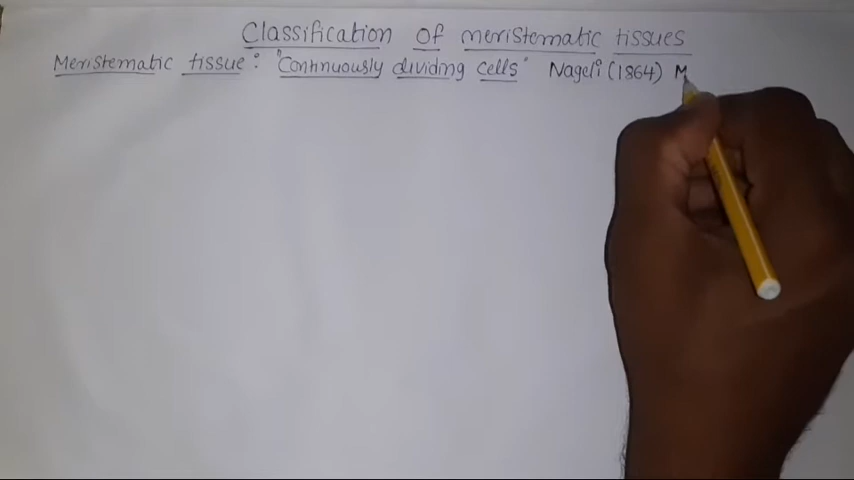 Classification of meristematic tissues
Meristematic tissue: "Continuously dividing cells" Nageli (1864) M